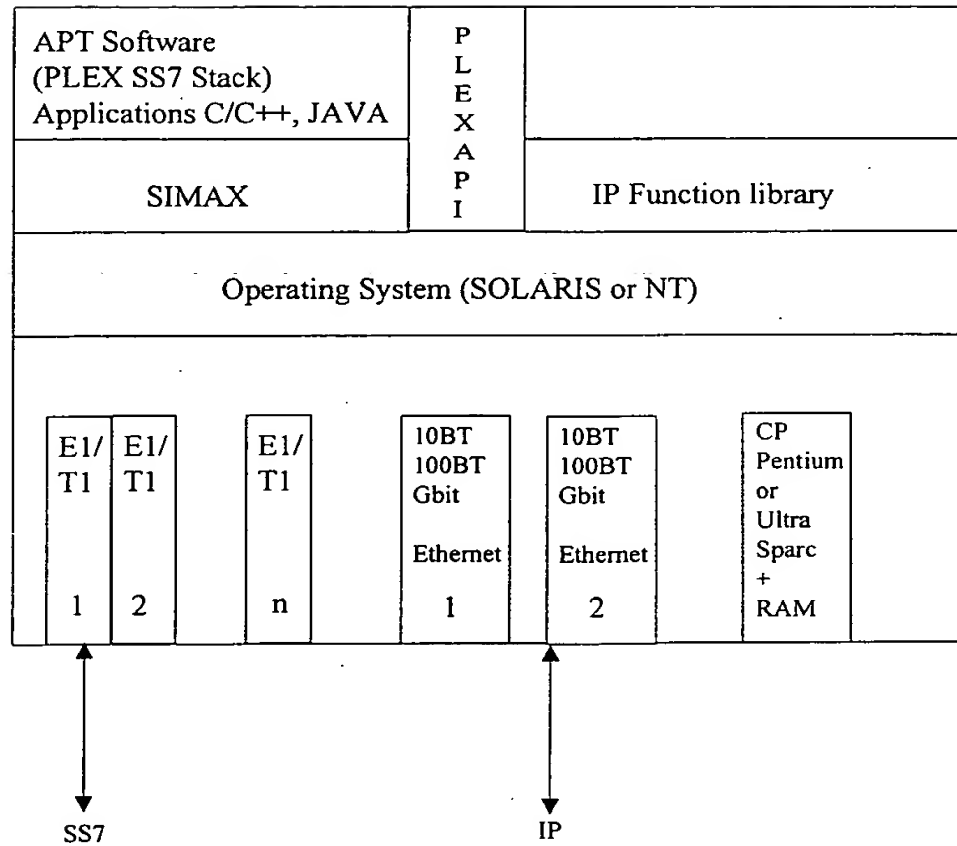 APT Software
(PLEX SS7 Stack)
Applications C/C++, JAVA
P
L
E
X
A
P
I
SIMAX
IP Function library
Operating System (SOLARIS or NT)
E1/
T1
1
E1/
T1
2
E1/
T1
n
10BT
100BT
Gbit
Ethernet
1
10BT
100BT
Gbit
Ethernet
2
CP
Pentium
or
Ultra
Sparc
+
RAM
SS7
IP